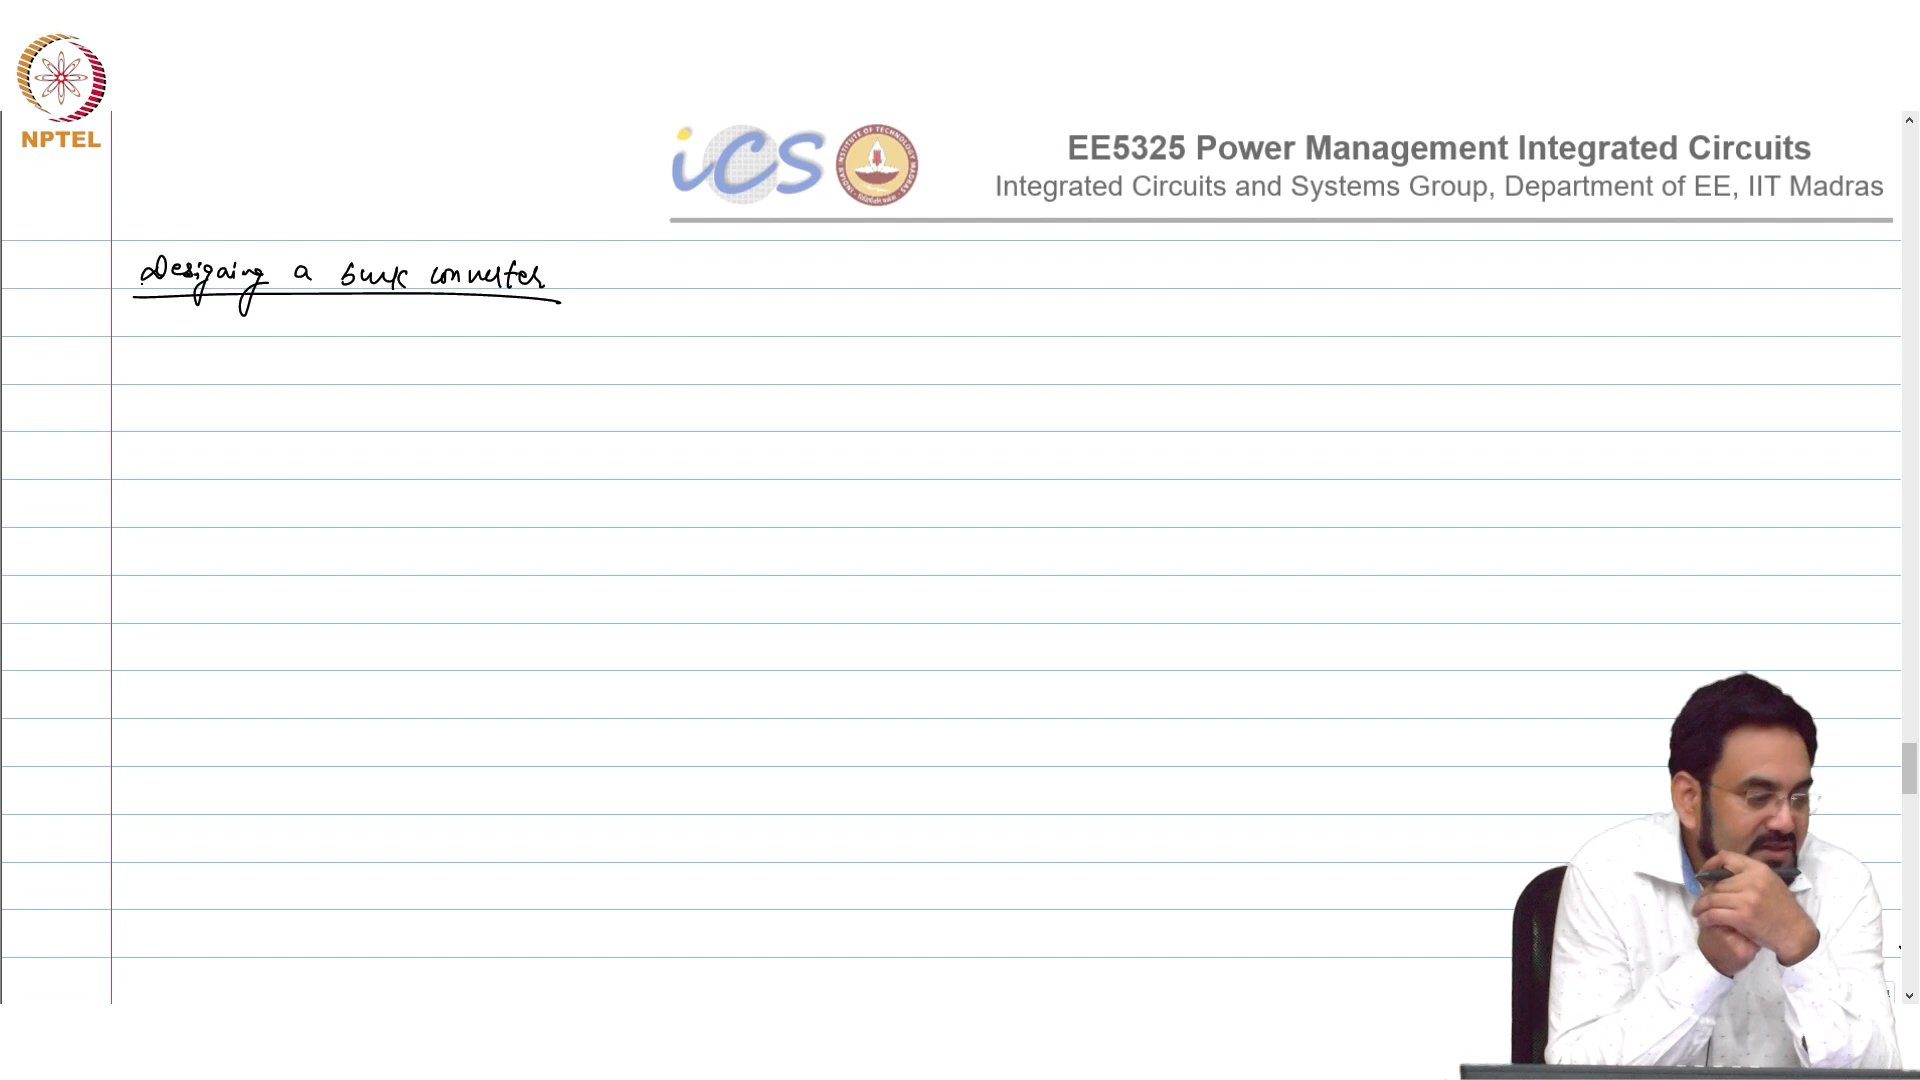 NPTEL
ics
EE5325 Power Management Integrated Circuits
Integrated Circuits and Systems Group, Department of EE, IIT Madras
Designing a buck converter